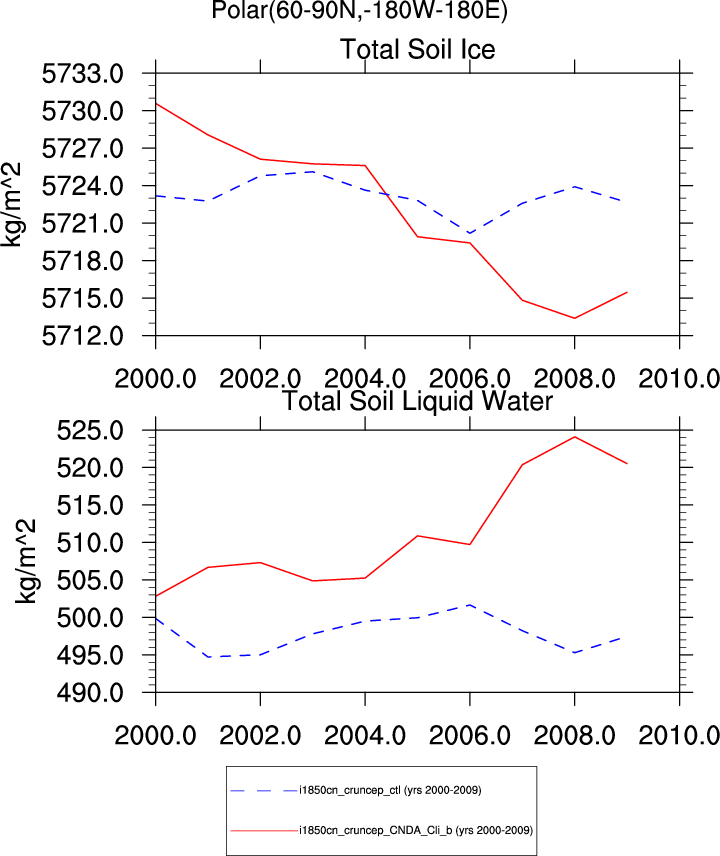 Polar(60-90N,-180W-180E)
Total Soil Ice
kg/m^2
5733.0
5730.0
5727.0
5724.0
5721.0
5718.0
5715.0
5712.0
2000.0 2002.0 2004.0 2006.0 2008.0 2010.0
Total Soil Liquid Water
kg/m^2
525.0
520.0
515.0
510.0
505.0
500.0
495.0
490.0
2000.0 2002.0 2004.0 2006.0 2008.0 2010.0
i1850cn_cruncep_ctl (yrs 2000-2009)
i1850cn_cruncep_CNDA_Cli_b (yrs 2000-2009)